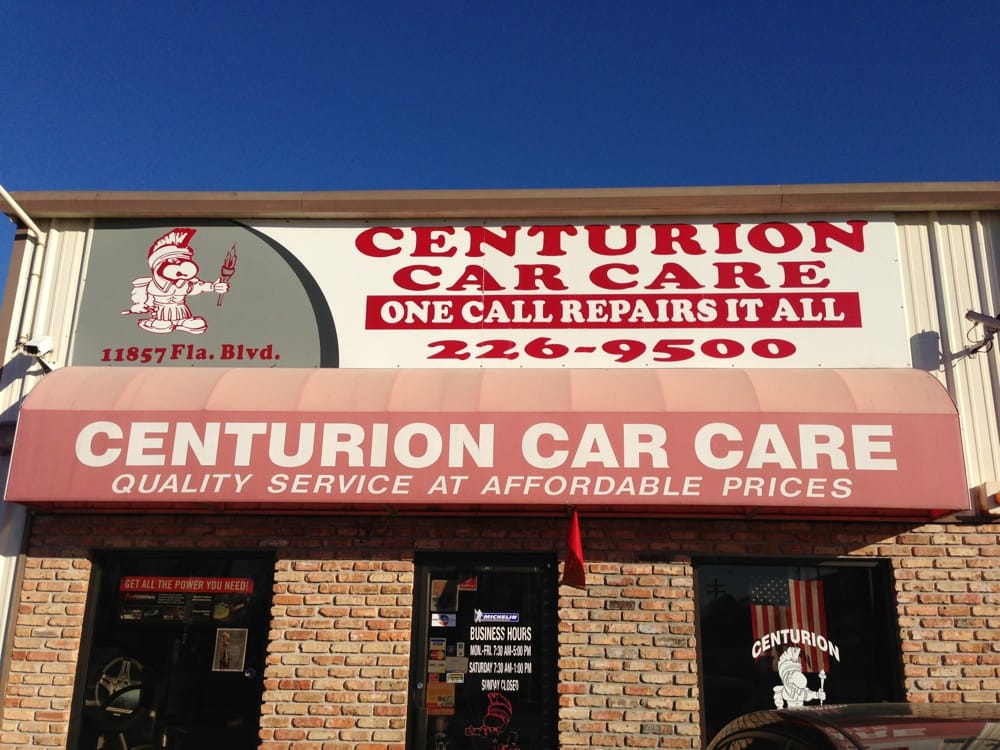 CENTURION
CAR CARE
ONE CALL REPAIRS IT ALL
226-9500
11857 Fla. Blvd.
CENTURION CAR CARE
QUALITY SERVICE AT AFFORDABLE PRICES
GET ALL THE POWER YOU NEED!
MICHELIN
BUSINESS HOURS
MON.-FRI. 7:30 AM-5:00 PM
SATURDAY 7:30 AM-1:00 PM
SUNDAY CLOSED
CENTURION